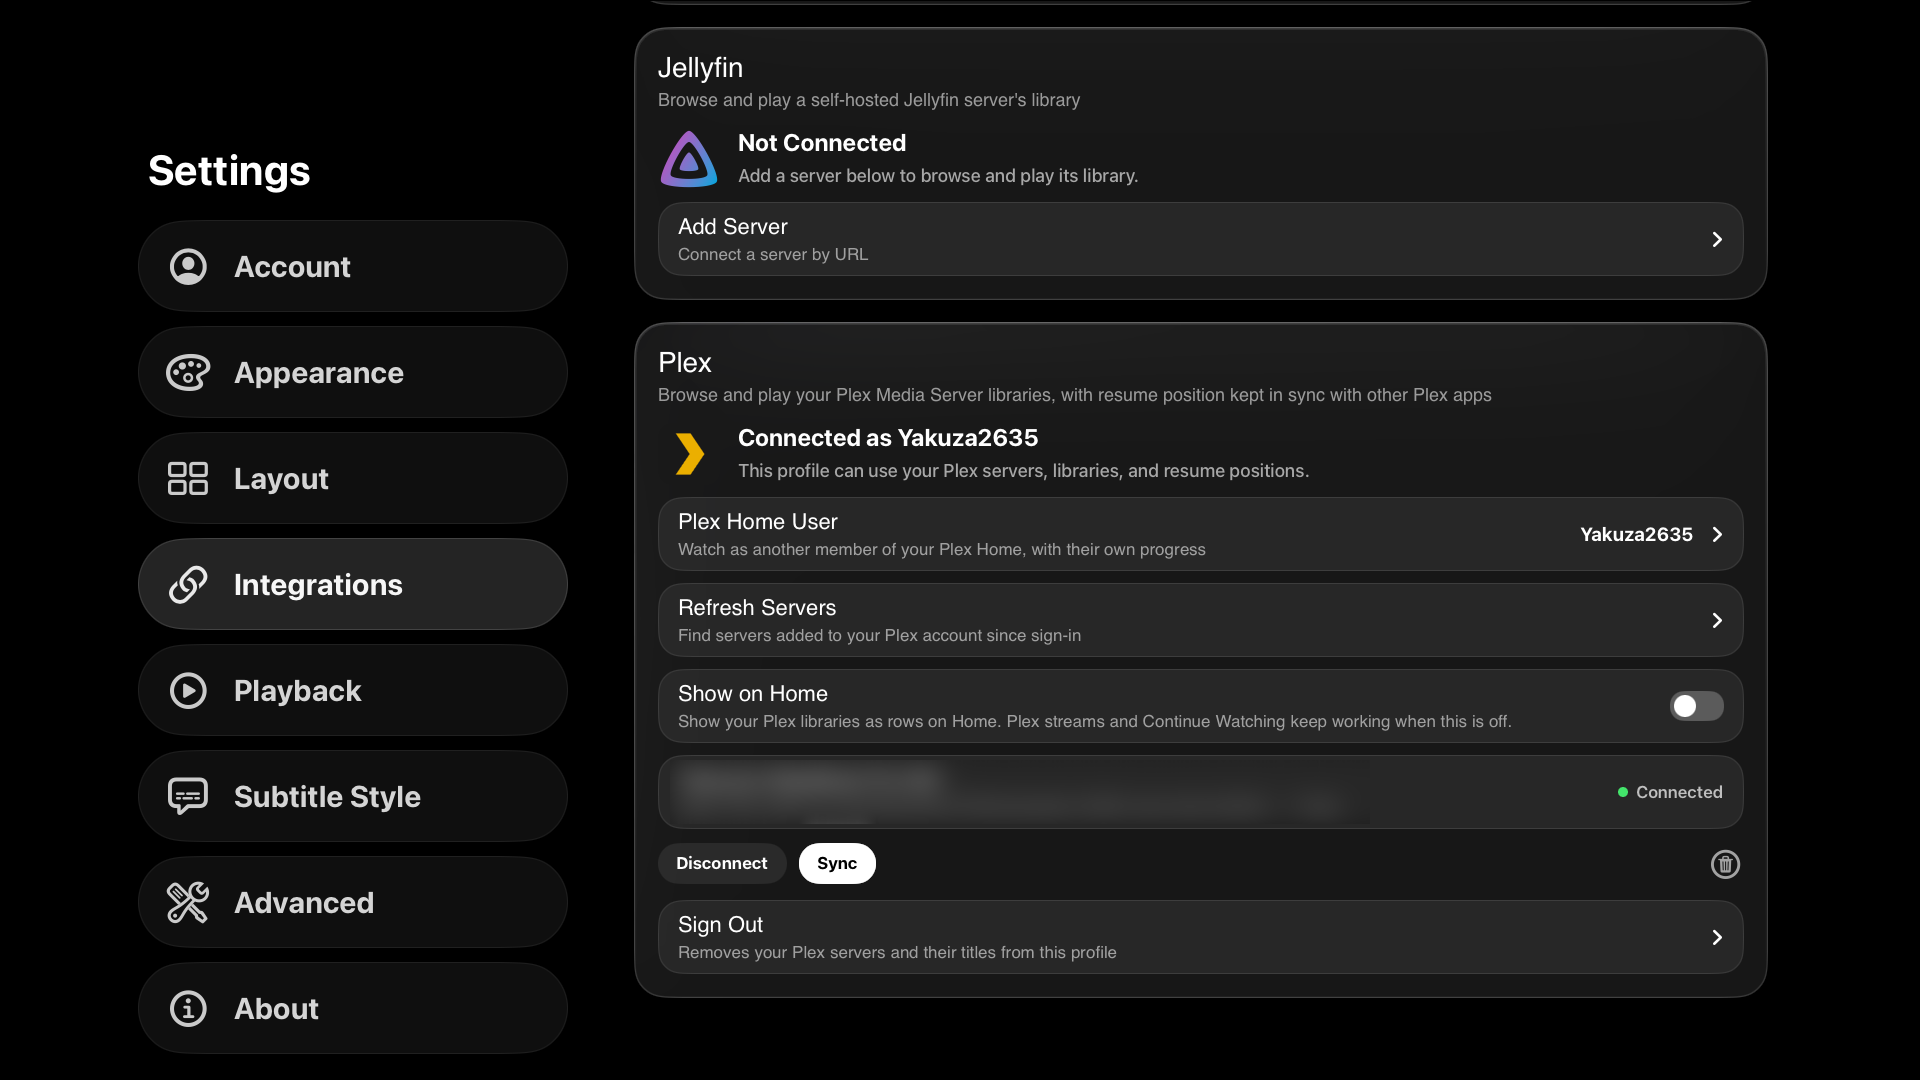 Settings
Account
Appearance
Layout
Integrations
Playback
Subtitle Style
Advanced
About
Jellyfin
Browse and play a self-hosted Jellyfin server's library
Not Connected
Add a server below to browse and play its library.
Add Server
Connect a server by URL
Plex
Browse and play your Plex Media Server libraries, with resume position kept in sync with other Plex apps
Connected as Yakuza2635
This profile can use your Plex servers, libraries, and resume positions.
Plex Home User
Watch as another member of your Plex Home, with their own progress
Yakuza2635
Refresh Servers
Find servers added to your Plex account since sign-in
Show on Home
Show your Plex libraries as rows on Home. Plex streams and Continue Watching keep working when this is off.
Connected
Disconnect
Sync
Sign Out
Removes your Plex servers and their titles from this profile